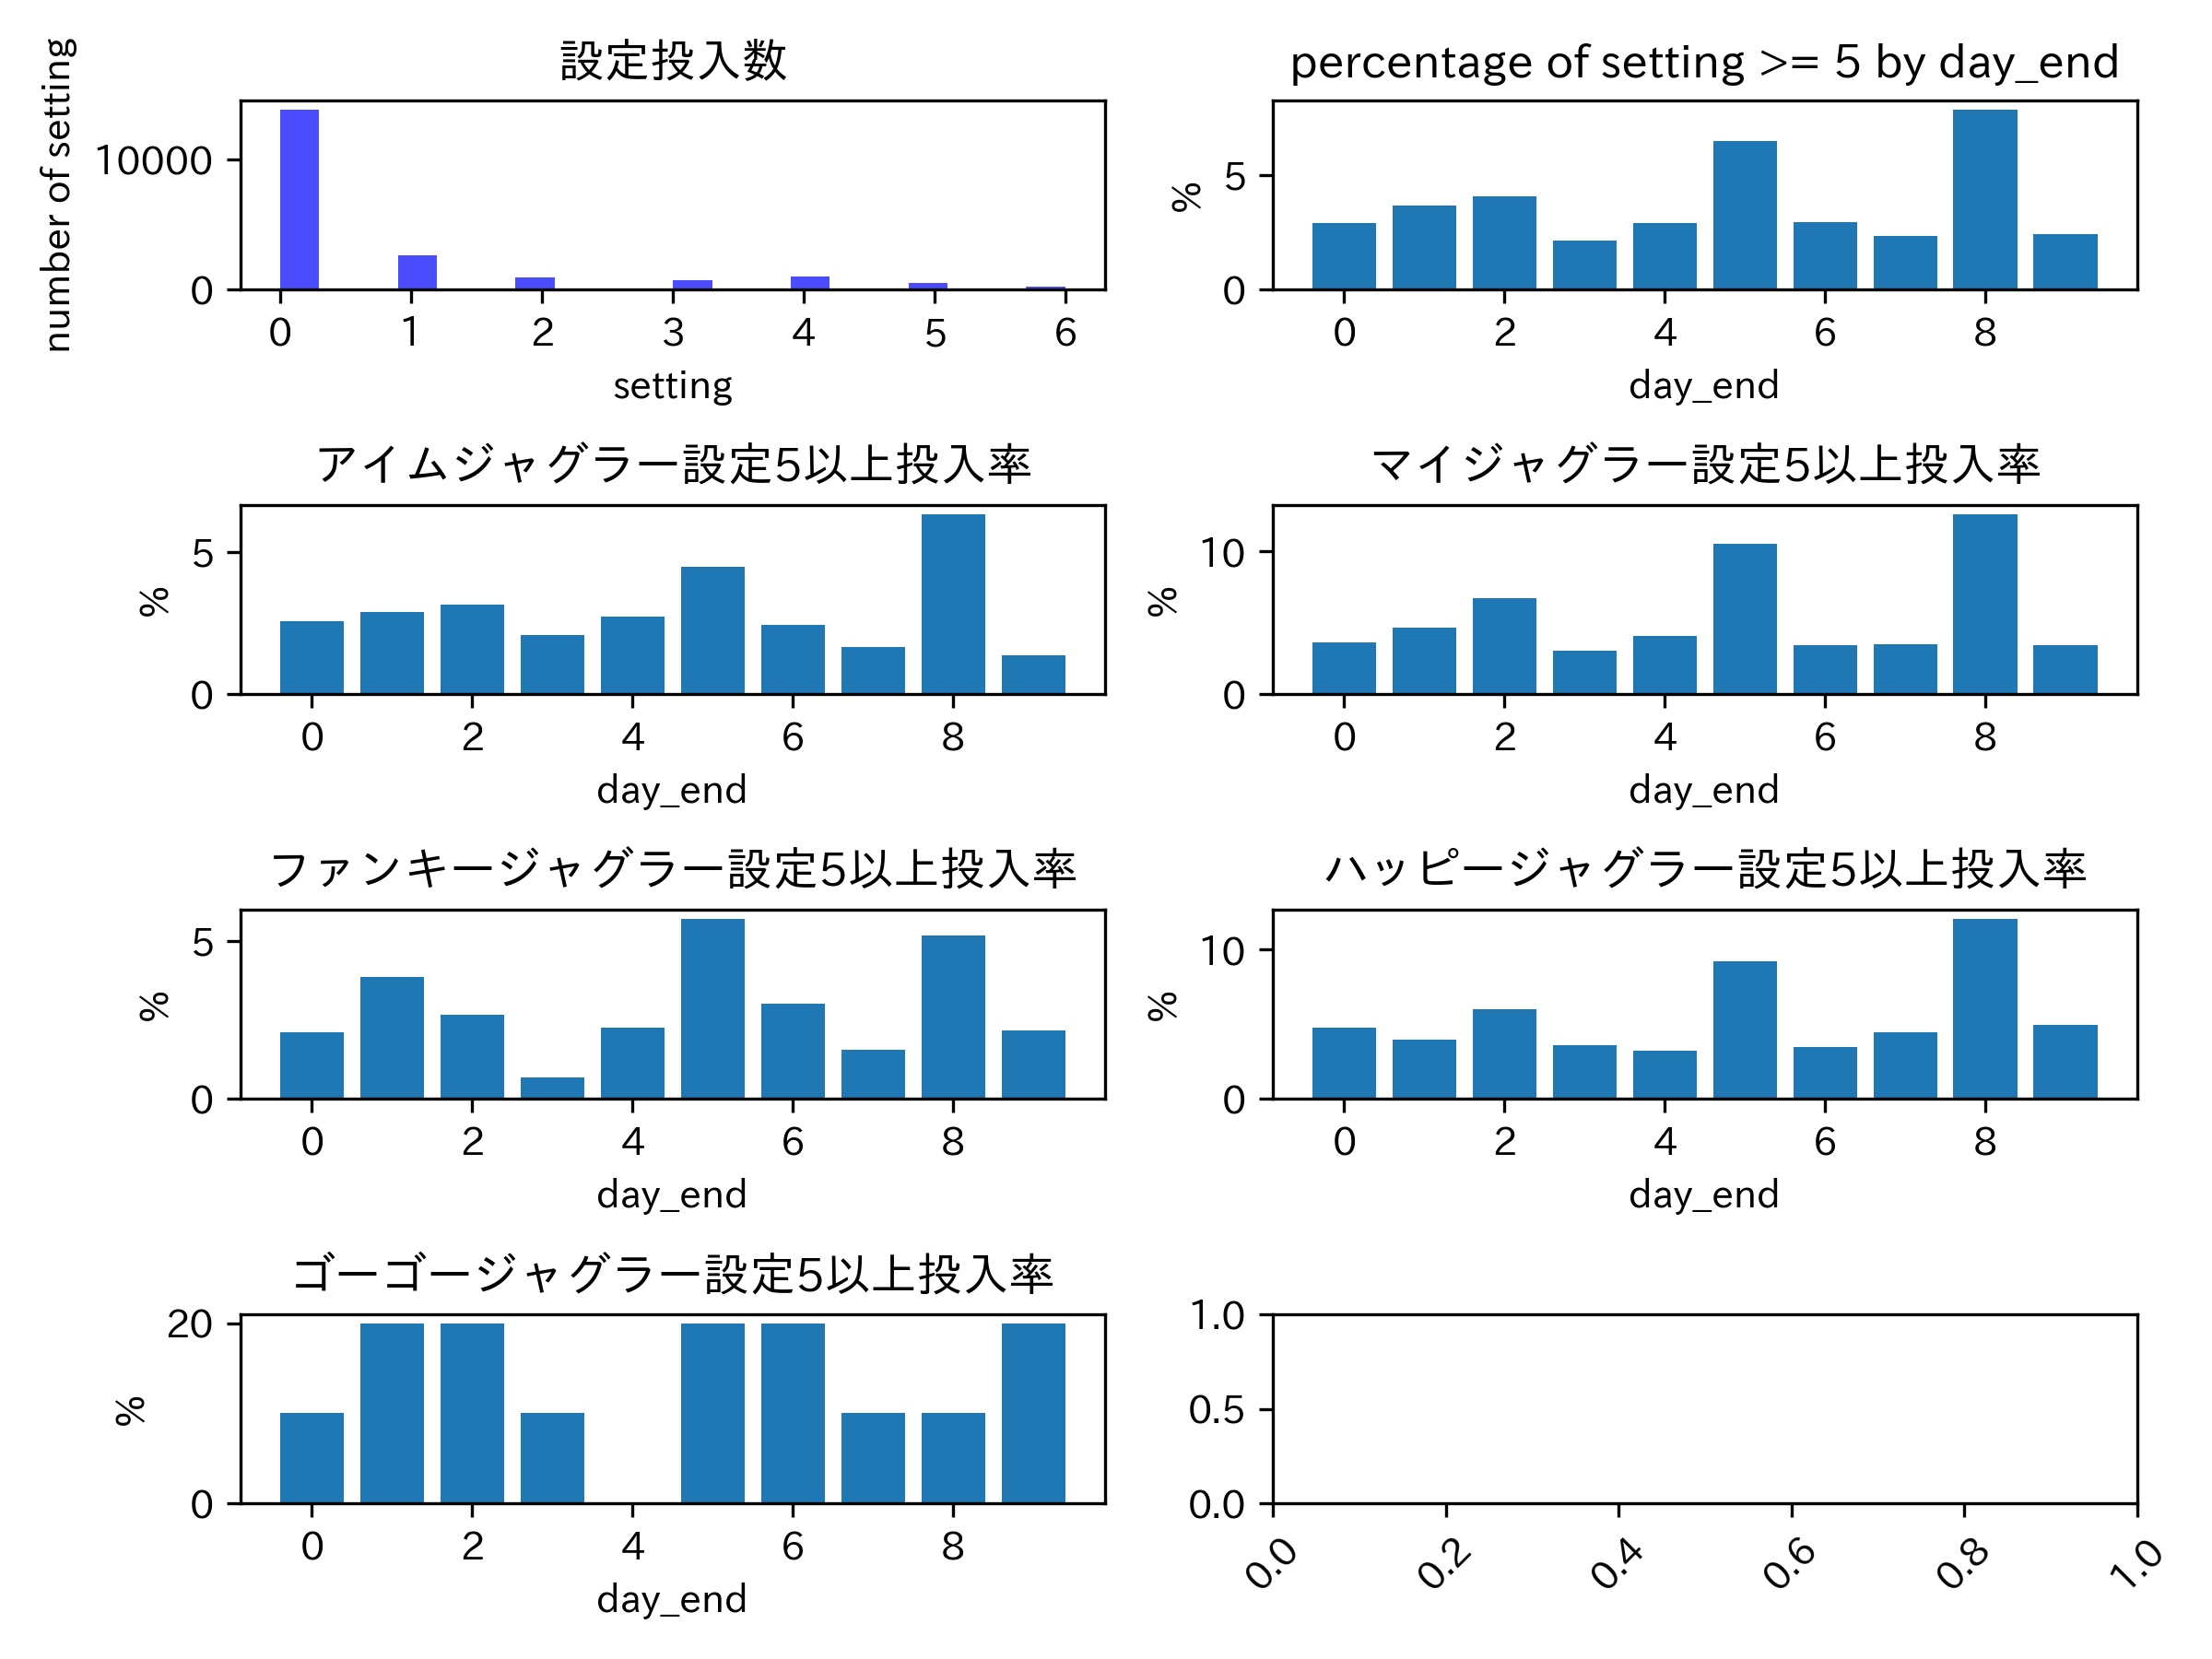 設定投入数
number of setting
10000
0
0 1 2 3 4 5 6
setting
percentage of setting >= 5 by day_end
%
5
0
0 2 4 6 8
day_end
アイムジャグラー設定5以上投入率
%
5
0
0 2 4 6 8
day_end
マイジャグラー設定5以上投入率
%
10
0
0 2 4 6 8
day_end
ファンキージャグラー設定5以上投入率
%
5
0
0 2 4 6 8
day_end
ハッピージャグラー設定5以上投入率
%
10
0
0 2 4 6 8
day_end
ゴーゴージャグラー設定5以上投入率
%
20
0
0 2 4 6 8
day_end
1.0
0.5
0.0
0.0 0.2 0.4 0.6 0.8 1.0